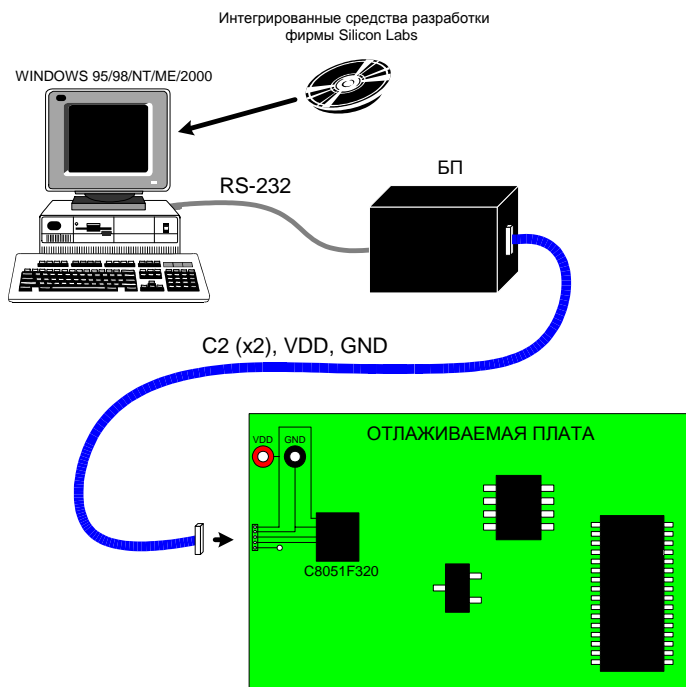 Интегрированные средства разработки
фирмы Silicon Labs
WINDOWS 95/98/NT/ME/2000
БП
RS-232
C2 (x2), VDD, GND
ОТЛАЖИВАЕМАЯ ПЛАТА
VDD
GND
C8051F320